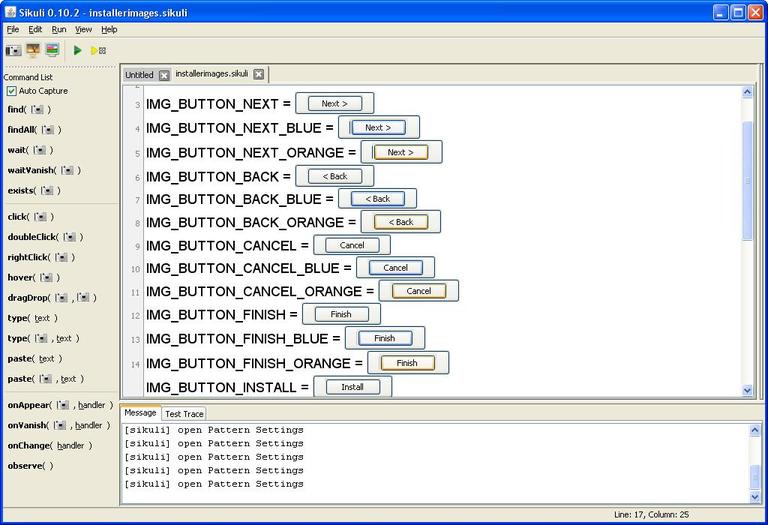 Sikuli 0.10.2 - installerimages.sikuli
File Edit Run View Help
Command List
Auto Capture
find( )
findAll( )
wait( )
waitVanish( )
exists( )
click( )
doubleClick( )
rightClick( )
hover( )
dragDrop( , )
type( text )
type( , text )
paste( text )
paste( , text )
onAppear( , handler )
onVanish( , handler )
onChange( handler )
observe( )
Untitled installerimages.sikuli
3 IMG_BUTTON_NEXT = Next >
4 IMG_BUTTON_NEXT_BLUE = Next >
5 IMG_BUTTON_NEXT_ORANGE = Next >
6 IMG_BUTTON_BACK = < Back
7 IMG_BUTTON_BACK_BLUE = < Back
8 IMG_BUTTON_BACK_ORANGE = < Back
9 IMG_BUTTON_CANCEL = Cancel
10 IMG_BUTTON_CANCEL_BLUE = Cancel
11 IMG_BUTTON_CANCEL_ORANGE = Cancel
12 IMG_BUTTON_FINISH = Finish
13 IMG_BUTTON_FINISH_BLUE = Finish
14 IMG_BUTTON_FINISH_ORANGE = Finish
IMG_BUTTON_INSTALL = Install
Message Test Trace
[sikuli] open Pattern Settings
[sikuli] open Pattern Settings
[sikuli] open Pattern Settings
[sikuli] open Pattern Settings
[sikuli] open Pattern Settings
Line: 17, Column: 25